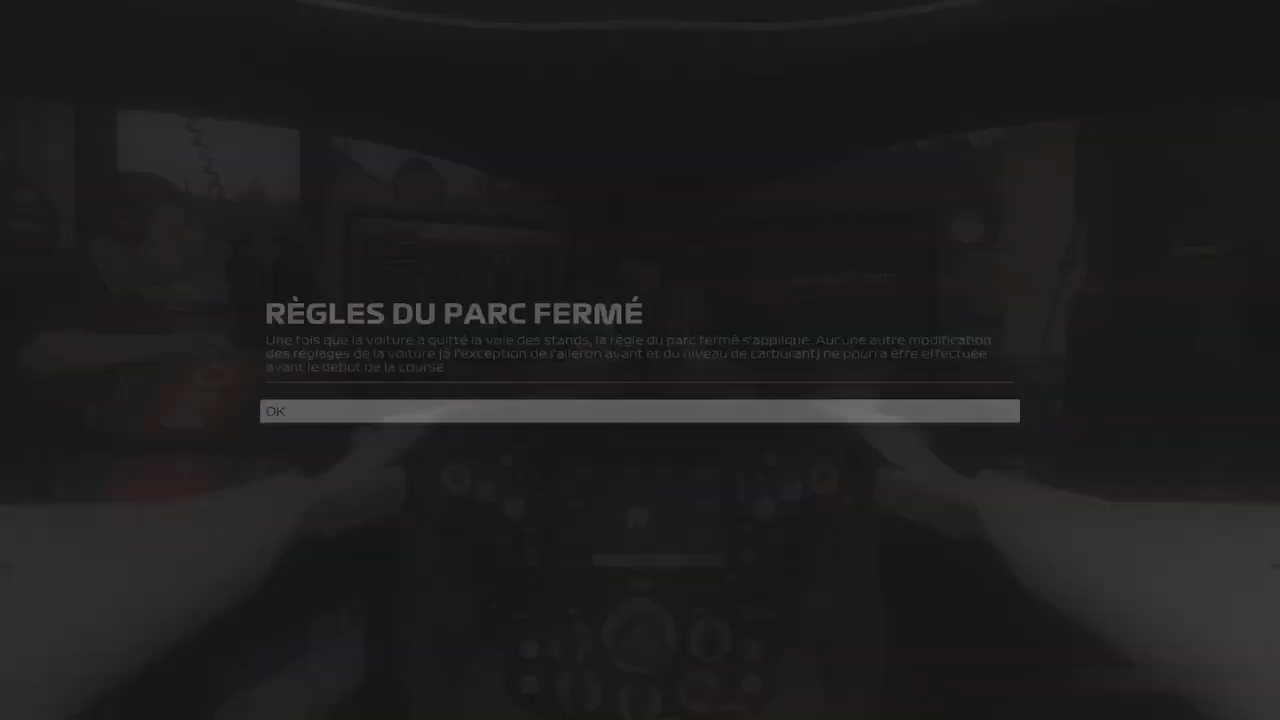 RÈGLES DU PARC FERMÉ
Une fois que la voiture a quitté la voie des stands, la règle du parc fermé s'applique. Aucune autre modification
des réglages de la voiture (à l'exception de l'aileron avant et du niveau de carburant) ne pourra être effectuée
avant le début de la course
OK